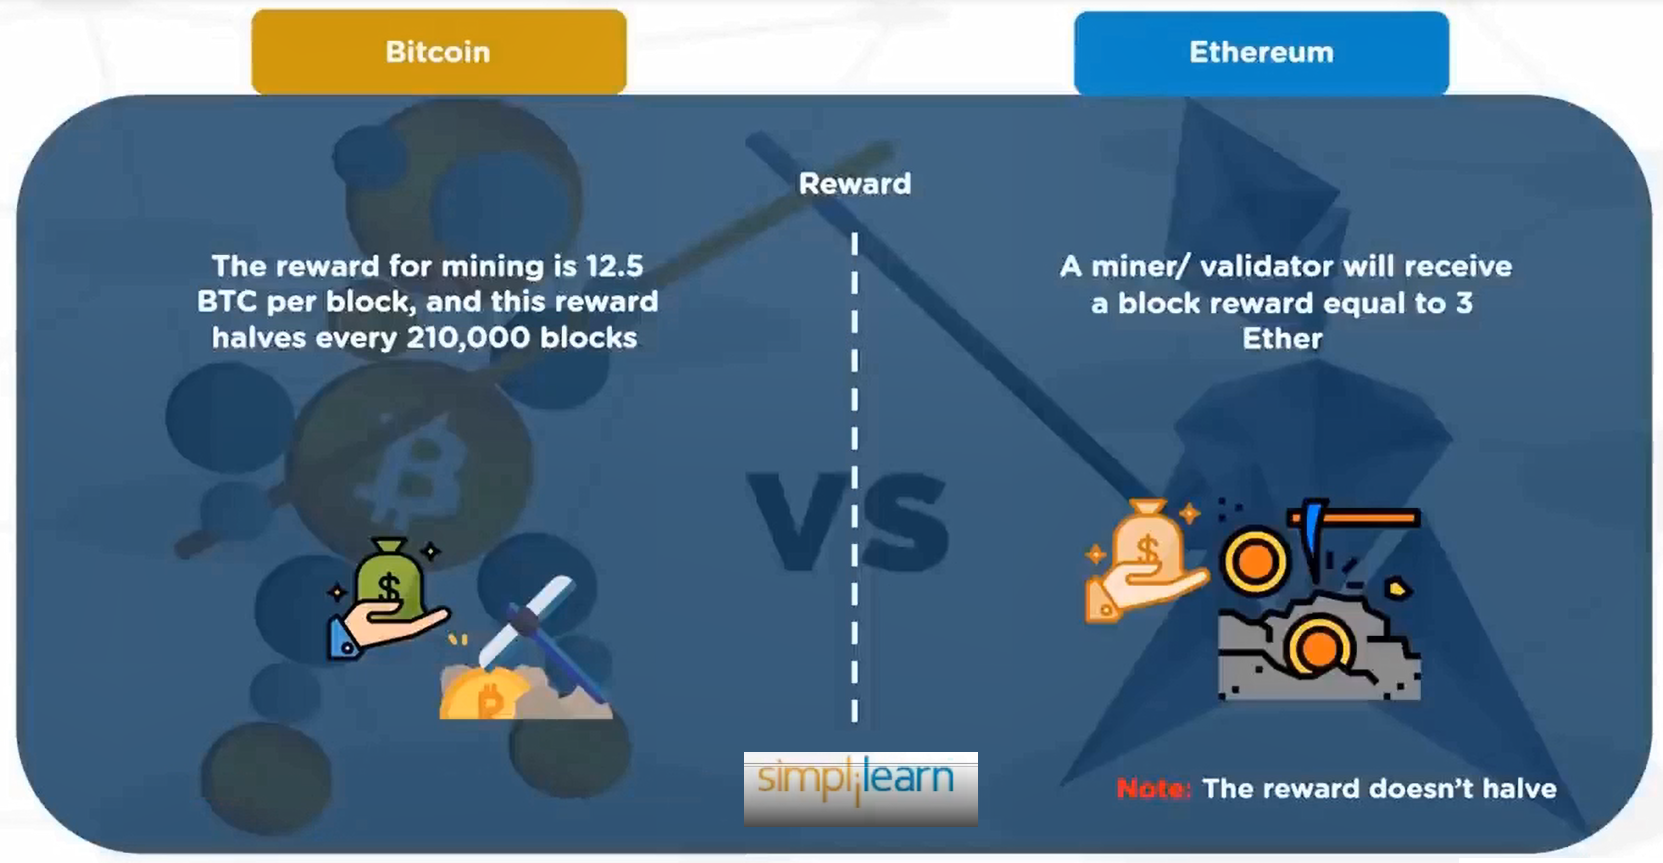 Bitcoin
Ethereum
Reward
The reward for mining is 12.5
BTC per block, and this reward
halves every 210,000 blocks
A miner/ validator will receive
a block reward equal to 3
Ether
VS
simplilearn
Note: The reward doesn't halve